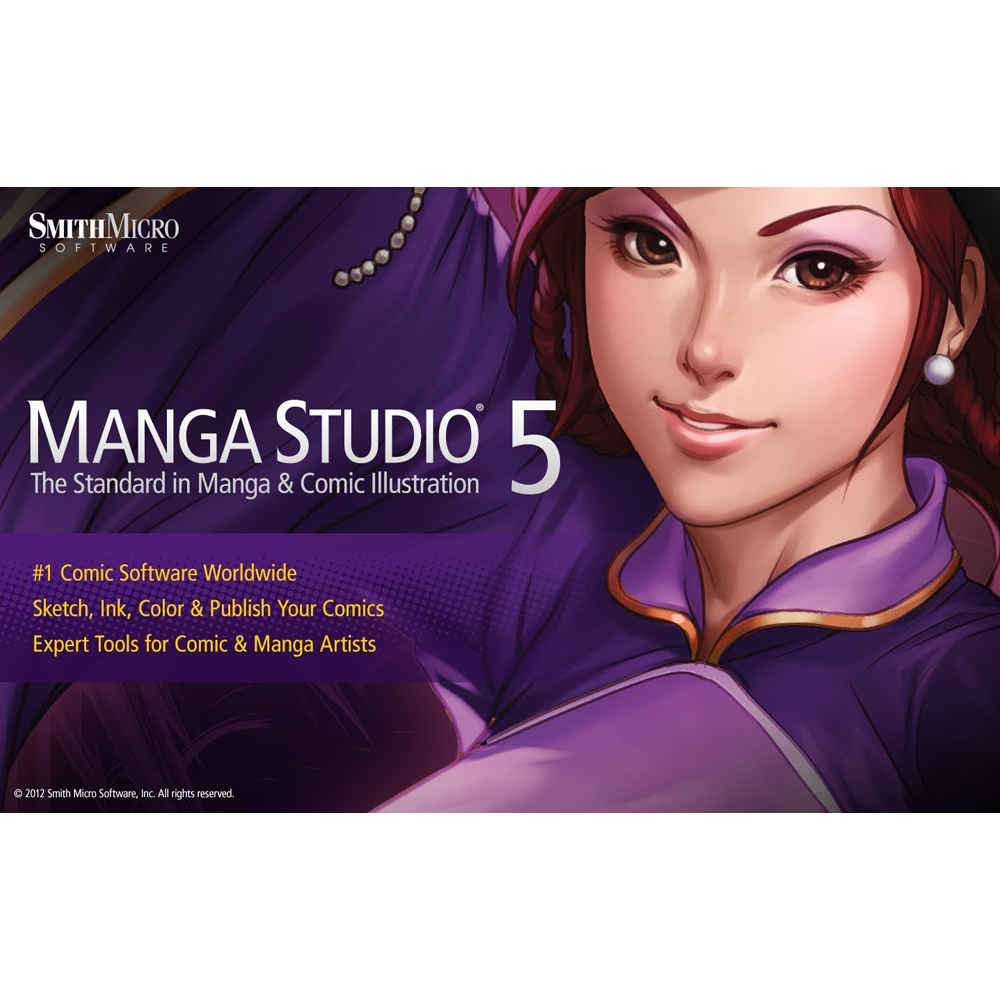 SMITHMICRO
SOFTWARE
MANGA STUDIO® 5
The Standard in Manga & Comic Illustration
#1 Comic Software Worldwide
Sketch, Ink, Color & Publish Your Comics
Expert Tools for Comic & Manga Artists
© 2012 Smith Micro Software, Inc. All rights reserved.